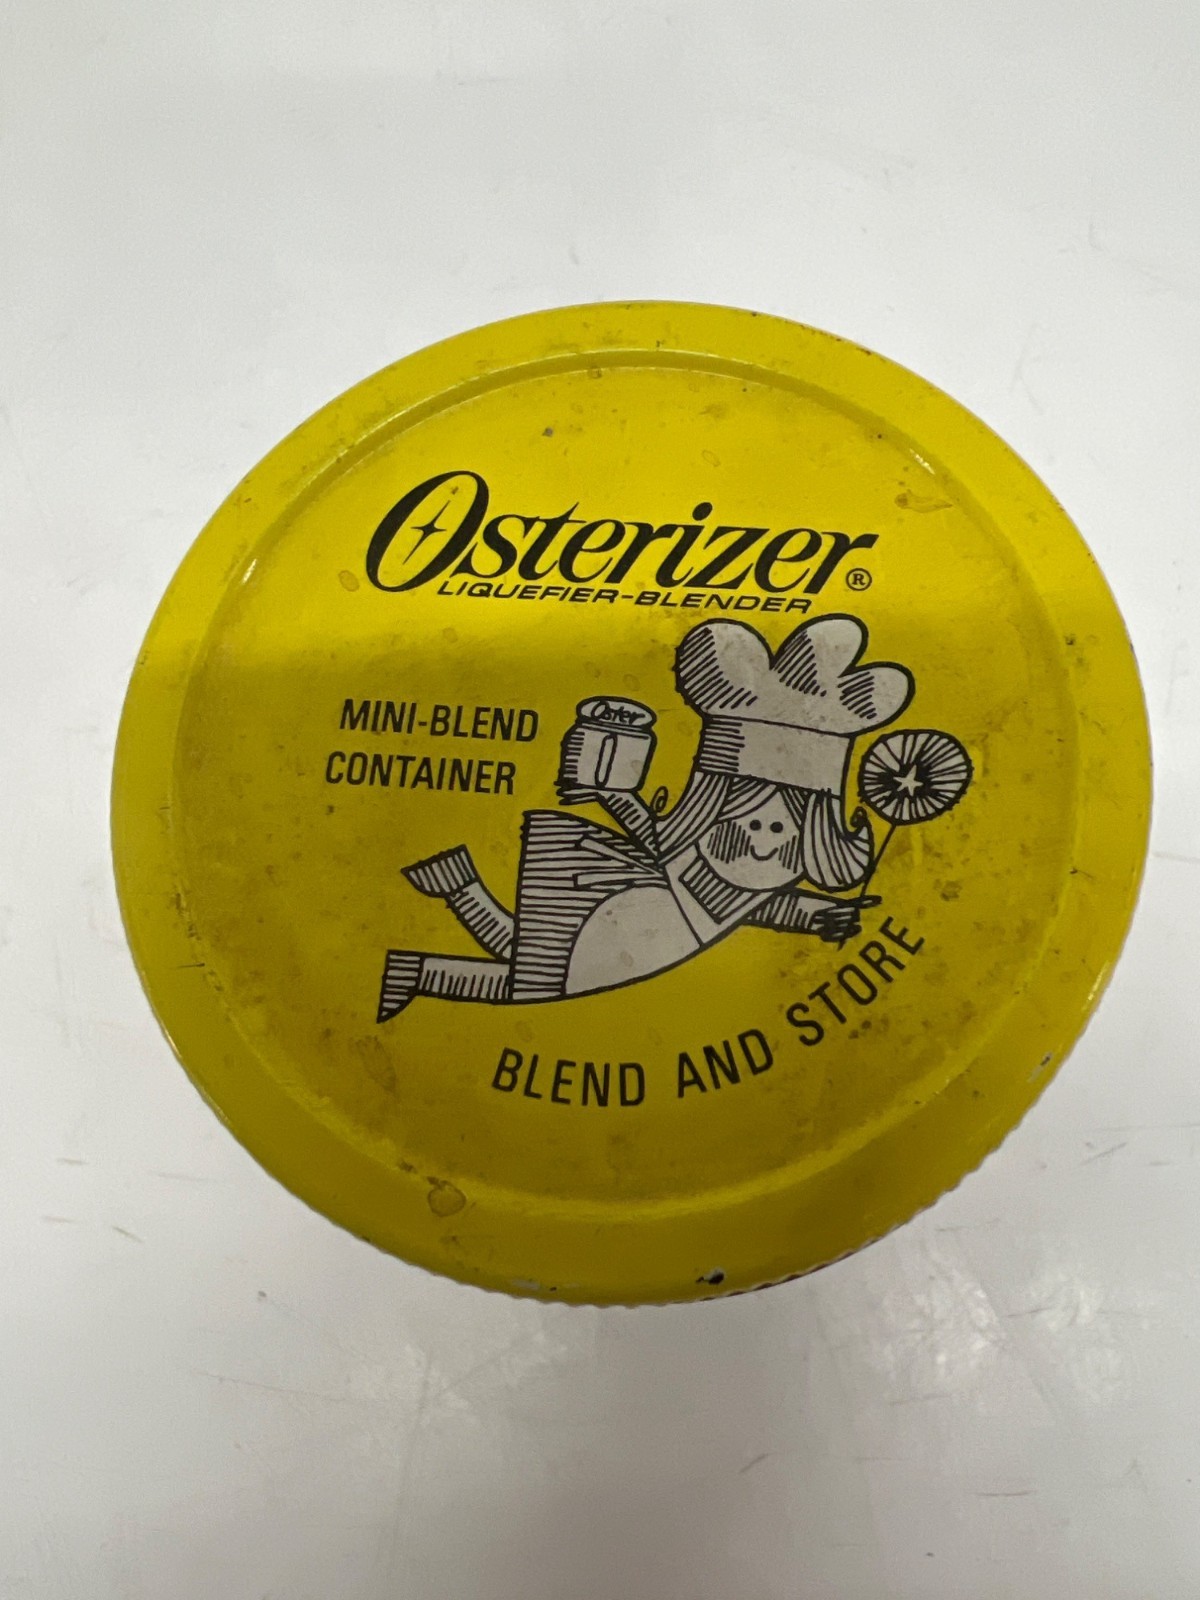 Osterizer®
LIQUEFIER-BLENDER
MINI-BLEND
CONTAINER
Oster
BLEND AND STORE